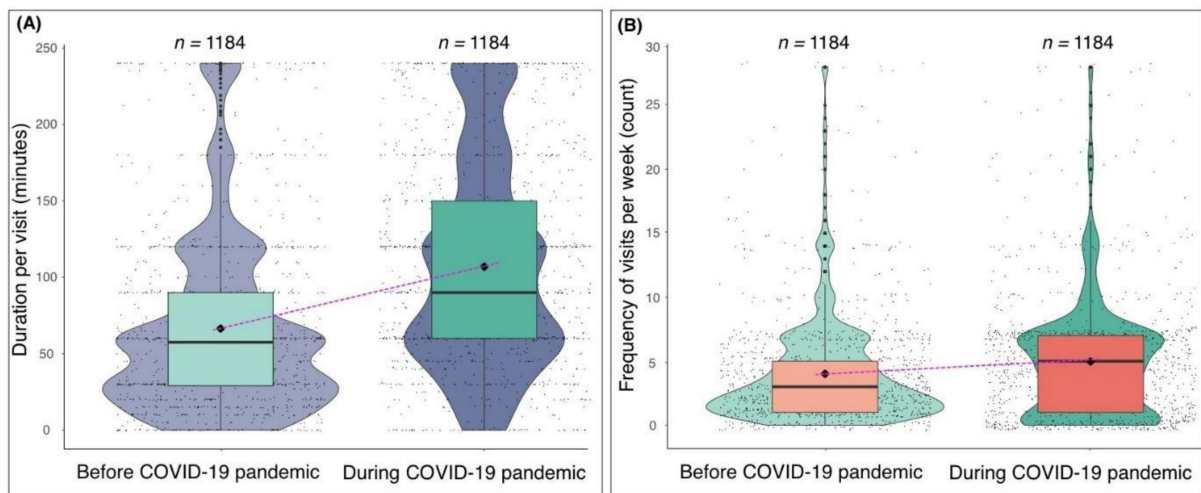 (A)
n = 1184
n = 1184
Duration per visit (minutes)
250
200
150
100
50
0
Before COVID-19 pandemic
During COVID-19 pandemic
(B)
n = 1184
n = 1184
Frequency of visits per week (count)
30
25
20
15
10
5
0
Before COVID-19 pandemic
During COVID-19 pandemic